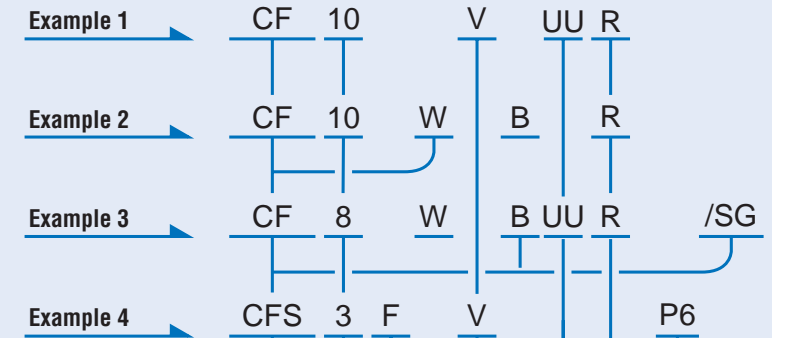 Example 1 CF 10 V UU R
Example 2 CF 10 W B R
Example 3 CF 8 W B UU R /SG
Example 4 CFS 3 F V P6